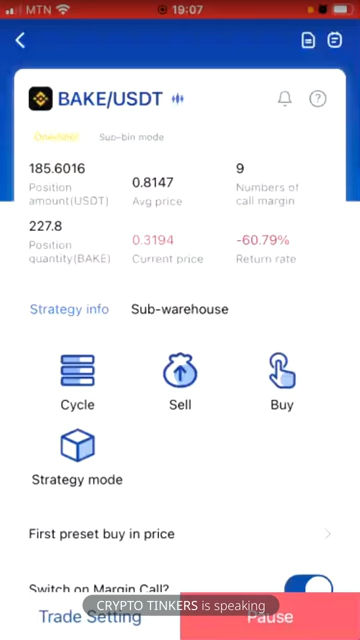 MTN 19:07
BAKE/USDT
Sub-bin mode
185.6016
Position amount(USDT)
0.8147
Avg price
9
Numbers of call margin
227.8
Position quantity(BAKE)
0.3194
Current price
-60.79%
Return rate
Strategy info Sub-warehouse
Cycle Sell Buy
Strategy mode
First preset buy in price
Switch on Margin Call?
CRYPTO TINKERS is speaking
Trade Setting Pause